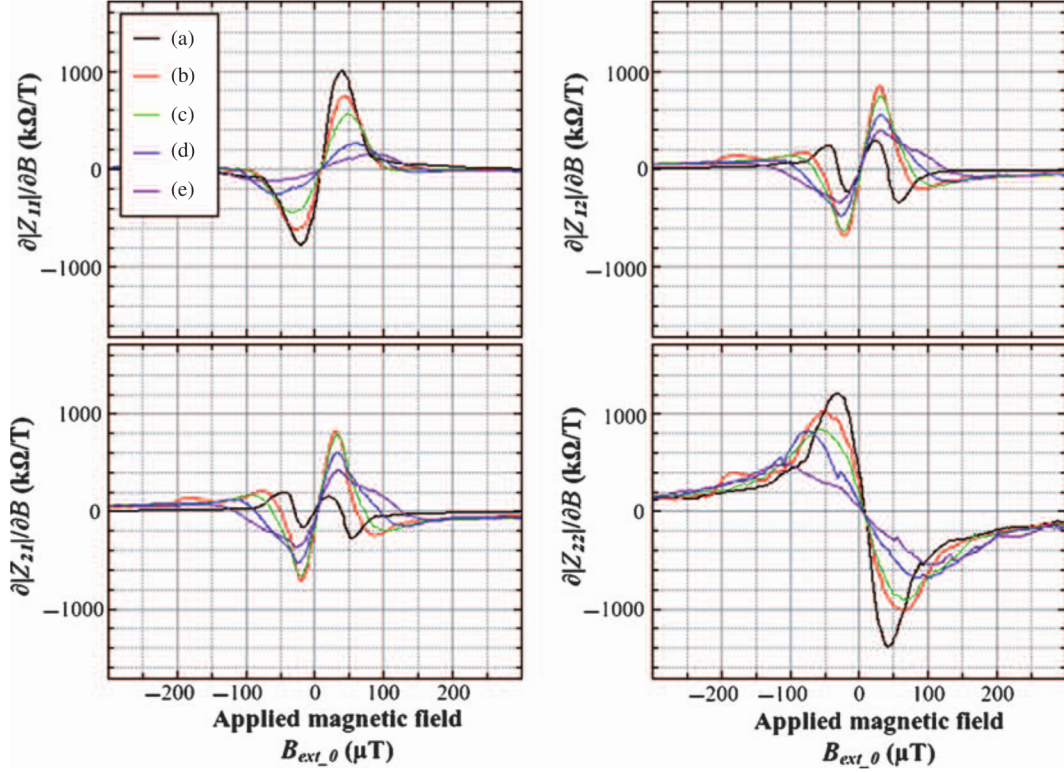 (a)
(b)
(c)
(d)
(e)
∂|Z11|/∂B (kΩ/T)
1000
0
−1000
∂|Z12|/∂B (kΩ/T)
1000
0
−1000
∂|Z21|/∂B (kΩ/T)
1000
0
−1000
−200 −100 0 100 200
Applied magnetic field
Bext_0 (µT)
∂|Z22|/∂B (kΩ/T)
1000
0
−1000
−200 −100 0 100 200
Applied magnetic field
Bext_0 (µT)